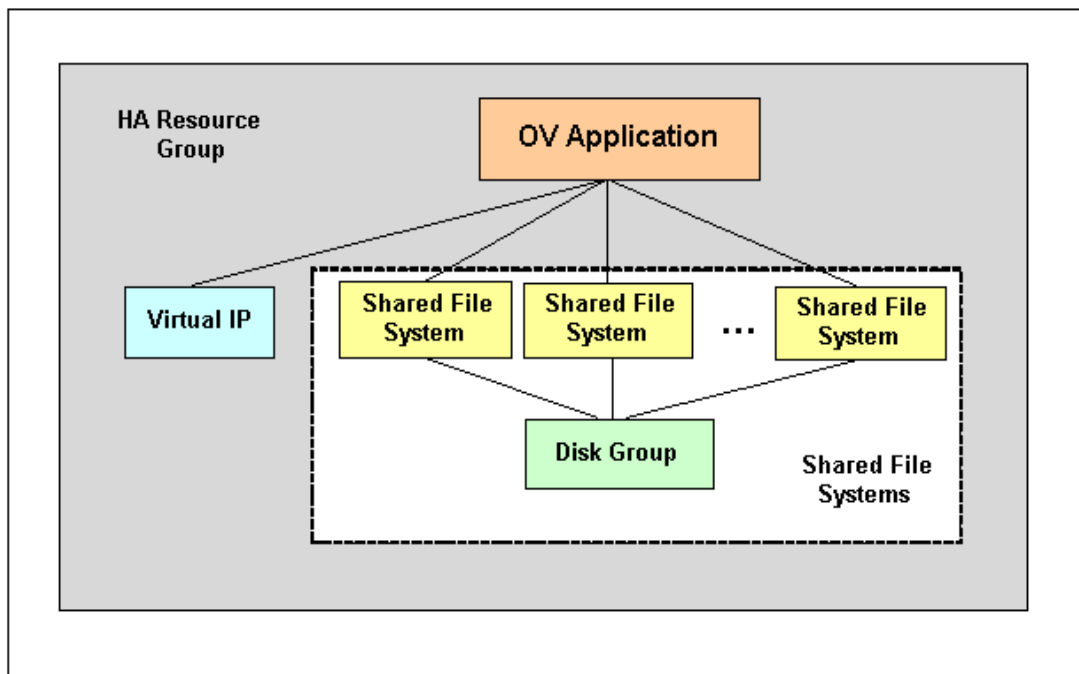 HA Resource
Group
OV Application
Virtual IP
Shared File
System
Shared File
System
...
Shared File
System
Disk Group
Shared File
Systems